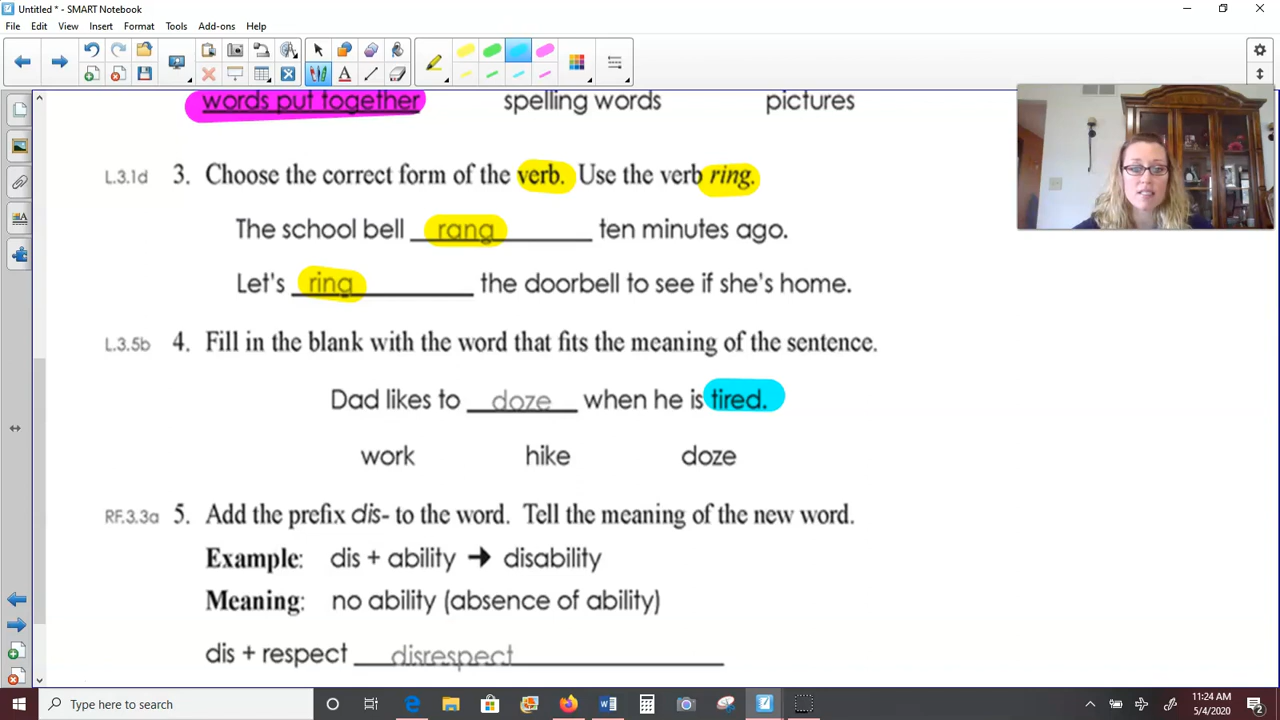 Untitled * - SMART Notebook
File Edit View Insert Format Tools Add-ons Help
words put together spelling words pictures
L.3.1d 3. Choose the correct form of the verb. Use the verb ring.
The school bell rang ten minutes ago.
Let's ring the doorbell to see if she's home.
L.3.5b 4. Fill in the blank with the word that fits the meaning of the sentence.
Dad likes to doze when he is tired.
work hike doze
RF.3.3a 5. Add the prefix dis- to the word. Tell the meaning of the new word.
Example: dis + ability → disability
Meaning: no ability (absence of ability)
dis + respect disrespect
Type here to search
11:24 AM
5/4/2020
2